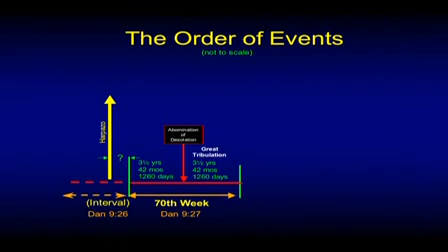 The Order of Events
(not to scale)
Harpazo
?
Abomination
of
Desolation
Great
Tribulation
3½ yrs
42 mos
1260 days
3½ yrs
42 mos
1260 days
(Interval)
Dan 9:26
70th Week
Dan 9:27